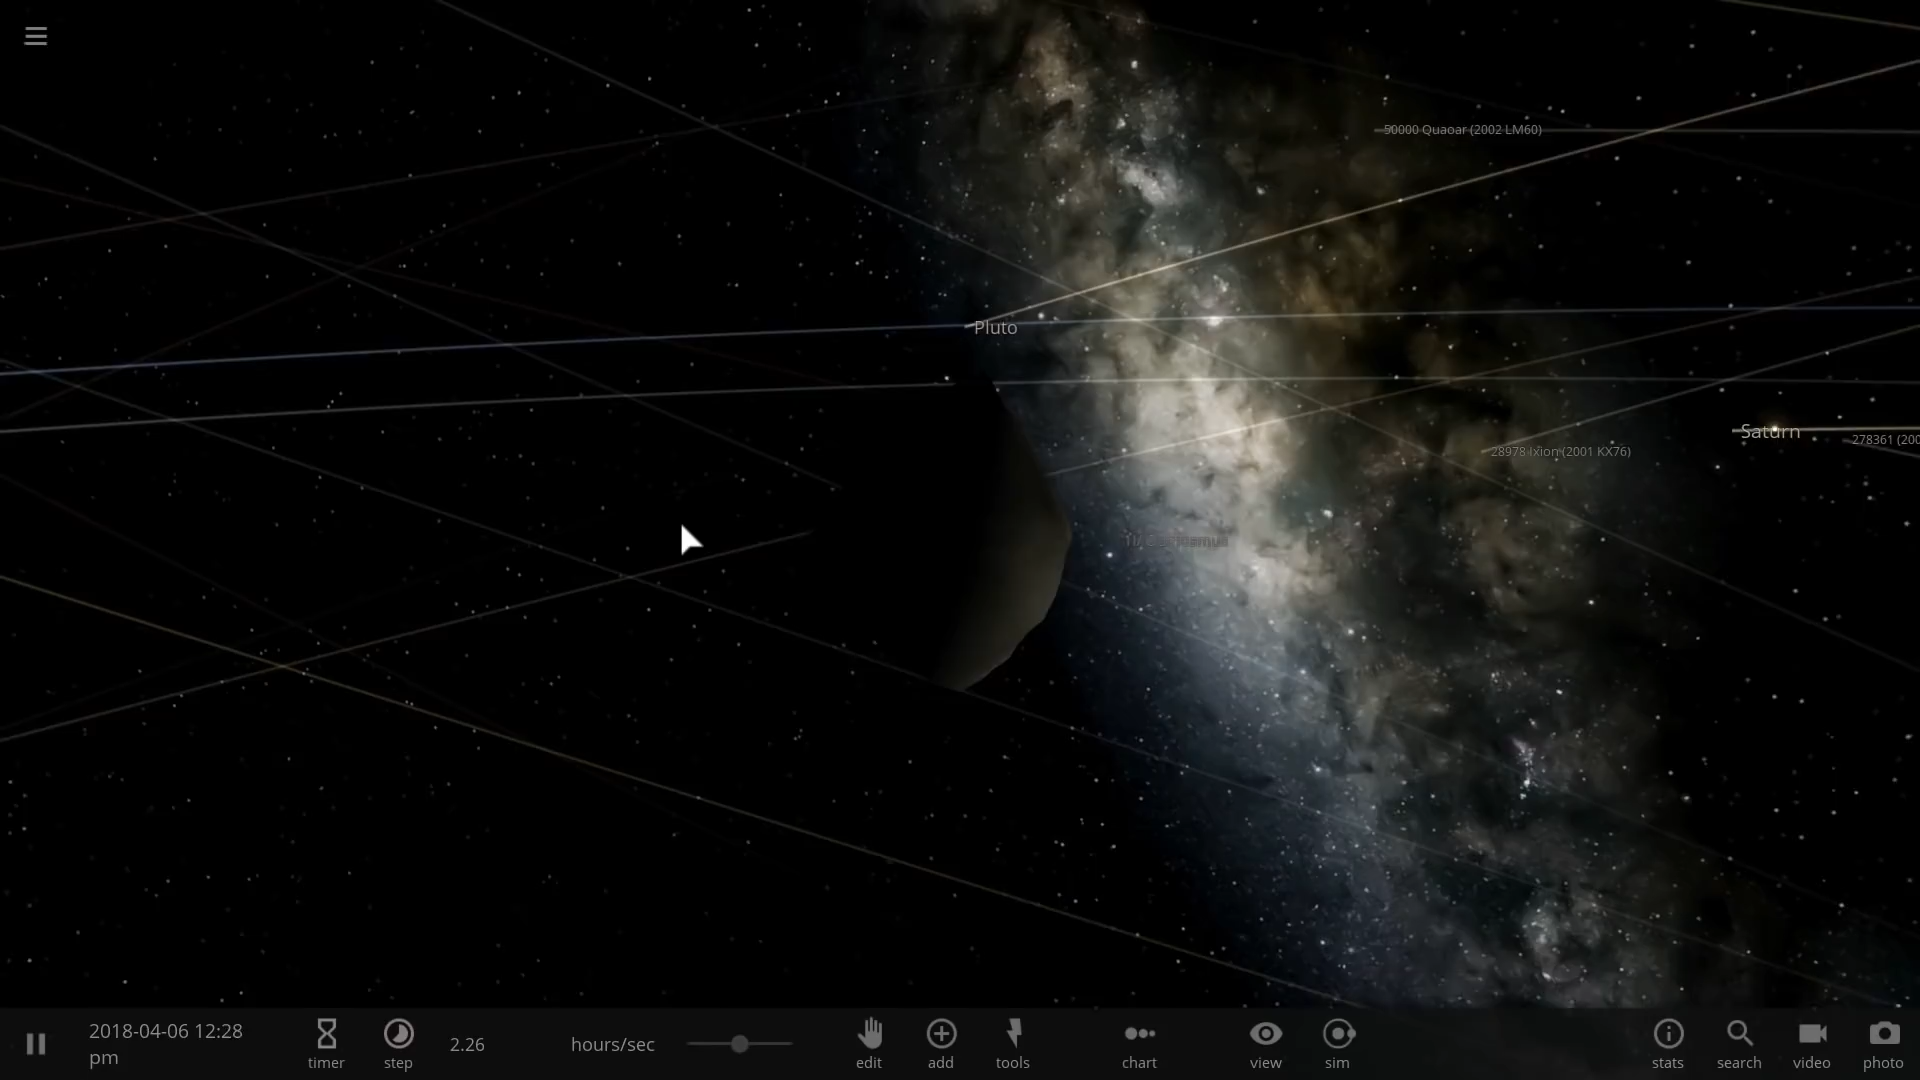 50000 Quaoar (2002 LM60)
Pluto
Saturn
278361 (200
28978 Ixion (2001 KX76)
2018-04-06 12:28
pm
timer
step
2.26
hours/sec
edit
add
tools
chart
view
sim
stats
search
video
photo